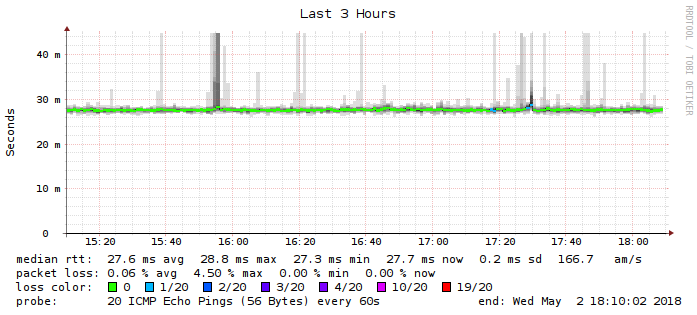 Last 3 Hours
RRDTOOL / TOBI OETIKER
Seconds
40 m
30 m
20 m
10 m
0
15:20 15:40 16:00 16:20 16:40 17:00 17:20 17:40 18:00
median rtt: 27.6 ms avg 28.8 ms max 27.3 ms min 27.7 ms now 0.2 ms sd 166.7 am/s
packet loss: 0.06 % avg 4.50 % max 0.00 % min 0.00 % now
loss color: 0 1/20 2/20 3/20 4/20 10/20 19/20
probe: 20 ICMP Echo Pings (56 Bytes) every 60s end: Wed May 2 18:10:02 2018